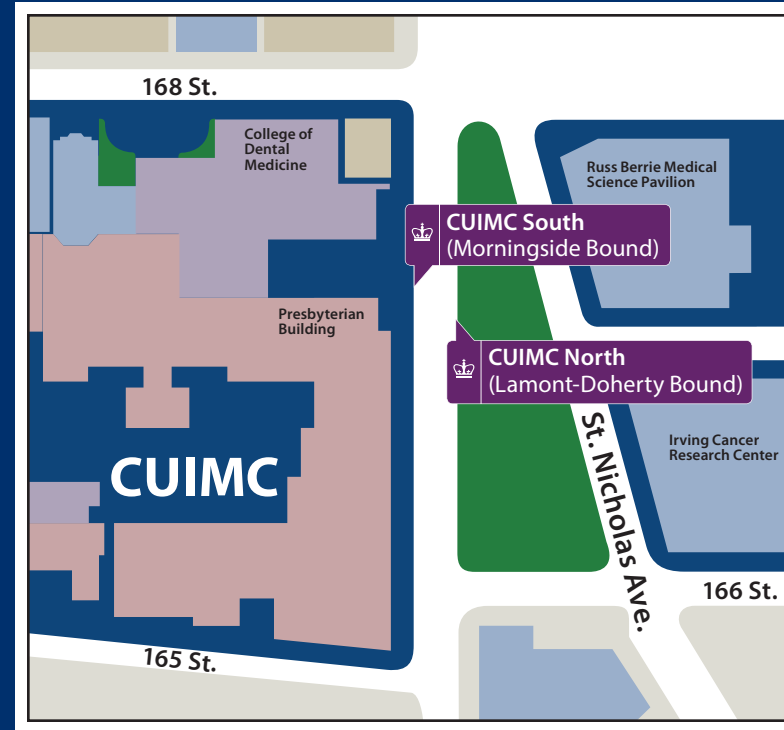 168 St.
College of
Dental
Medicine
Russ Berrie Medical
Science Pavilion
CUIMC South
(Morningside Bound)
Presbyterian
Building
CUIMC North
(Lamont-Doherty Bound)
St. Nicholas Ave.
Irving Cancer
Research Center
CUIMC
166 St.
165 St.